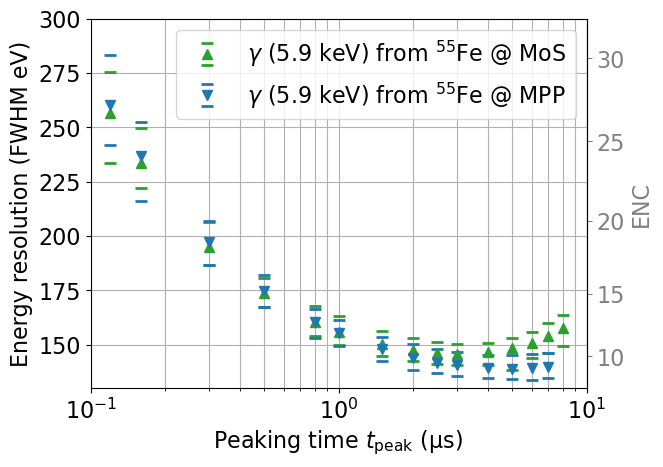 300
275
250
225
200
175
150
Energy resolution (FWHM eV)
γ (5.9 keV) from ⁵⁵Fe @ MoS
γ (5.9 keV) from ⁵⁵Fe @ MPP
30
25
20
15
10
ENC
10⁻¹ 10⁰ 10¹
Peaking time t_peak (μs)